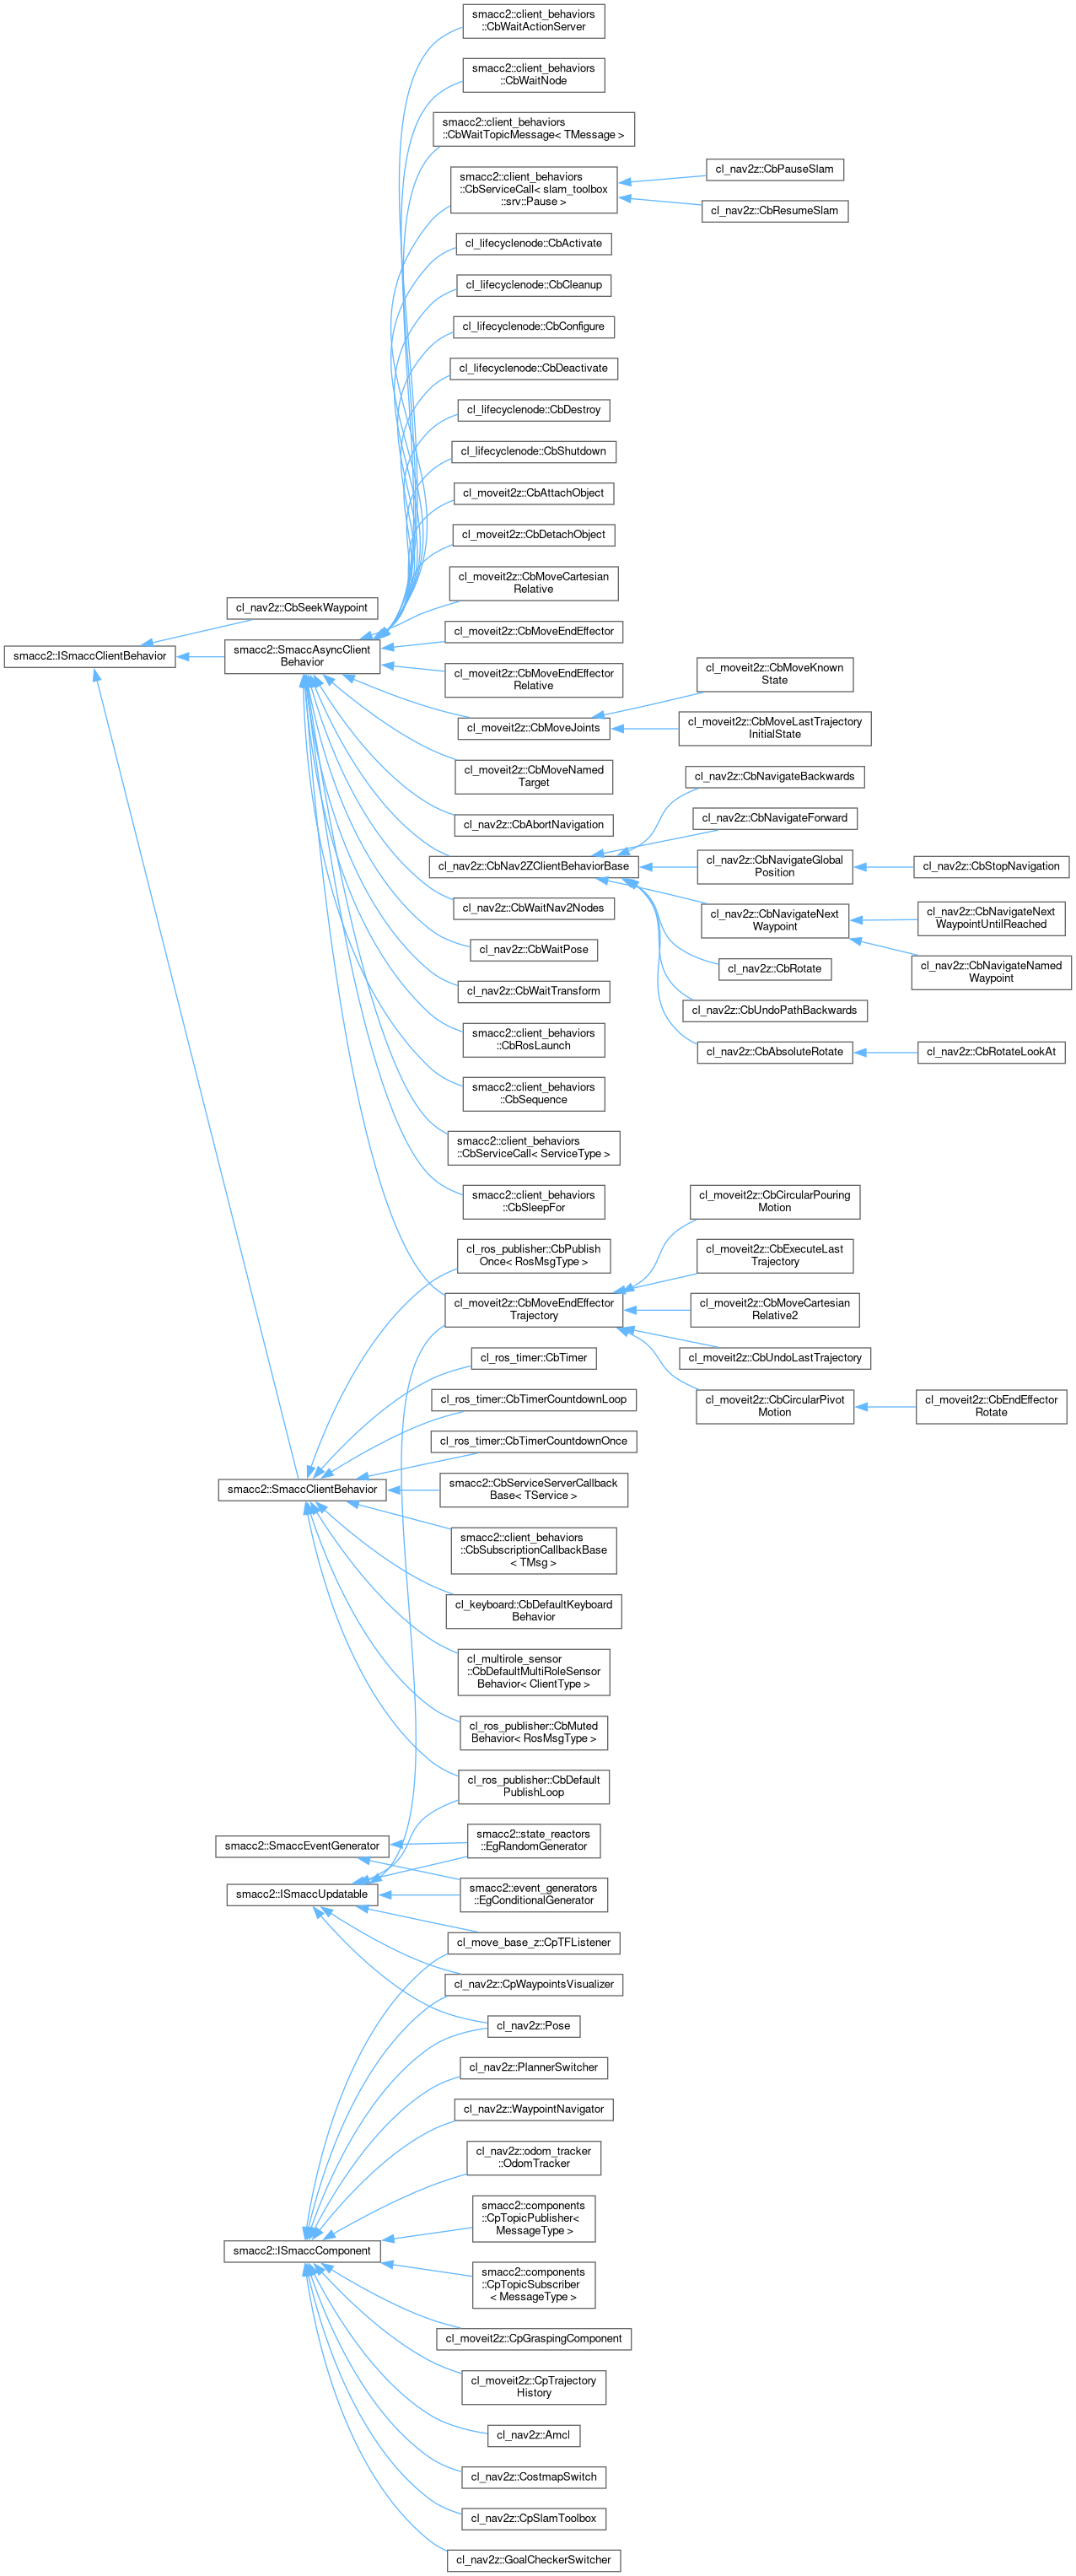 smacc2::client_behaviors
::CbWaitActionServer
smacc2::client_behaviors
::CbWaitNode
smacc2::client_behaviors
::CbWaitTopicMessage< TMessage >
smacc2::client_behaviors
::CbServiceCall< slam_toolbox
::srv::Pause >
cl_nav2z::CbPauseSlam
cl_nav2z::CbResumeSlam
cl_lifecyclenode::CbActivate
cl_lifecyclenode::CbCleanup
cl_lifecyclenode::CbConfigure
cl_lifecyclenode::CbDeactivate
cl_lifecyclenode::CbDestroy
cl_lifecyclenode::CbShutdown
cl_moveit2z::CbAttachObject
cl_moveit2z::CbDetachObject
cl_moveit2z::CbMoveCartesian
Relative
cl_nav2z::CbSeekWaypoint
smacc2::ISmaccClientBehavior
smacc2::SmaccAsyncClient
Behavior
cl_moveit2z::CbMoveEndEffector
cl_moveit2z::CbMoveEndEffector
Relative
cl_moveit2z::CbMoveJoints
cl_moveit2z::CbMoveKnown
State
cl_moveit2z::CbMoveLastTrajectory
InitialState
cl_moveit2z::CbMoveNamed
Target
cl_nav2z::CbAbortNavigation
cl_nav2z::CbNav2ZClientBehaviorBase
cl_nav2z::CbNavigateBackwards
cl_nav2z::CbNavigateForward
cl_nav2z::CbNavigateGlobal
Position
cl_nav2z::CbStopNavigation
cl_nav2z::CbNavigateNext
Waypoint
cl_nav2z::CbNavigateNext
WaypointUntilReached
cl_nav2z::CbNavigateNamed
Waypoint
cl_nav2z::CbRotate
cl_nav2z::CbUndoPathBackwards
cl_nav2z::CbAbsoluteRotate
cl_nav2z::CbRotateLookAt
cl_nav2z::CbWaitNav2Nodes
cl_nav2z::CbWaitPose
cl_nav2z::CbWaitTransform
smacc2::client_behaviors
::CbRosLaunch
smacc2::client_behaviors
::CbSequence
smacc2::client_behaviors
::CbServiceCall< ServiceType >
smacc2::client_behaviors
::CbSleepFor
cl_ros_publisher::CbPublish
Once< RosMsgType >
cl_moveit2z::CbMoveEndEffector
Trajectory
cl_moveit2z::CbCircularPouring
Motion
cl_moveit2z::CbExecuteLast
Trajectory
cl_moveit2z::CbMoveCartesian
Relative2
cl_moveit2z::CbUndoLastTrajectory
cl_moveit2z::CbCircularPivot
Motion
cl_moveit2z::CbEndEffector
Rotate
cl_ros_timer::CbTimer
cl_ros_timer::CbTimerCountdownLoop
cl_ros_timer::CbTimerCountdownOnce
smacc2::SmaccClientBehavior
smacc2::CbServiceServerCallback
Base< TService >
smacc2::client_behaviors
::CbSubscriptionCallbackBase
< TMsg >
cl_keyboard::CbDefaultKeyboard
Behavior
cl_multirole_sensor
::CbDefaultMultiRoleSensor
Behavior< ClientType >
cl_ros_publisher::CbMuted
Behavior< RosMsgType >
cl_ros_publisher::CbDefault
PublishLoop
smacc2::SmaccEventGenerator
smacc2::state_reactors
::EgRandomGenerator
smacc2::ISmaccUpdatable
smacc2::event_generators
::EgConditionalGenerator
cl_move_base_z::CpTFListener
cl_nav2z::CpWaypointsVisualizer
cl_nav2z::Pose
cl_nav2z::PlannerSwitcher
cl_nav2z::WaypointNavigator
cl_nav2z::odom_tracker
::OdomTracker
smacc2::components
::CpTopicPublisher<
MessageType >
smacc2::ISmaccComponent
smacc2::components
::CpTopicSubscriber
< MessageType >
cl_moveit2z::CpGraspingComponent
cl_moveit2z::CpTrajectory
History
cl_nav2z::Amcl
cl_nav2z::CostmapSwitch
cl_nav2z::CpSlamToolbox
cl_nav2z::GoalCheckerSwitcher